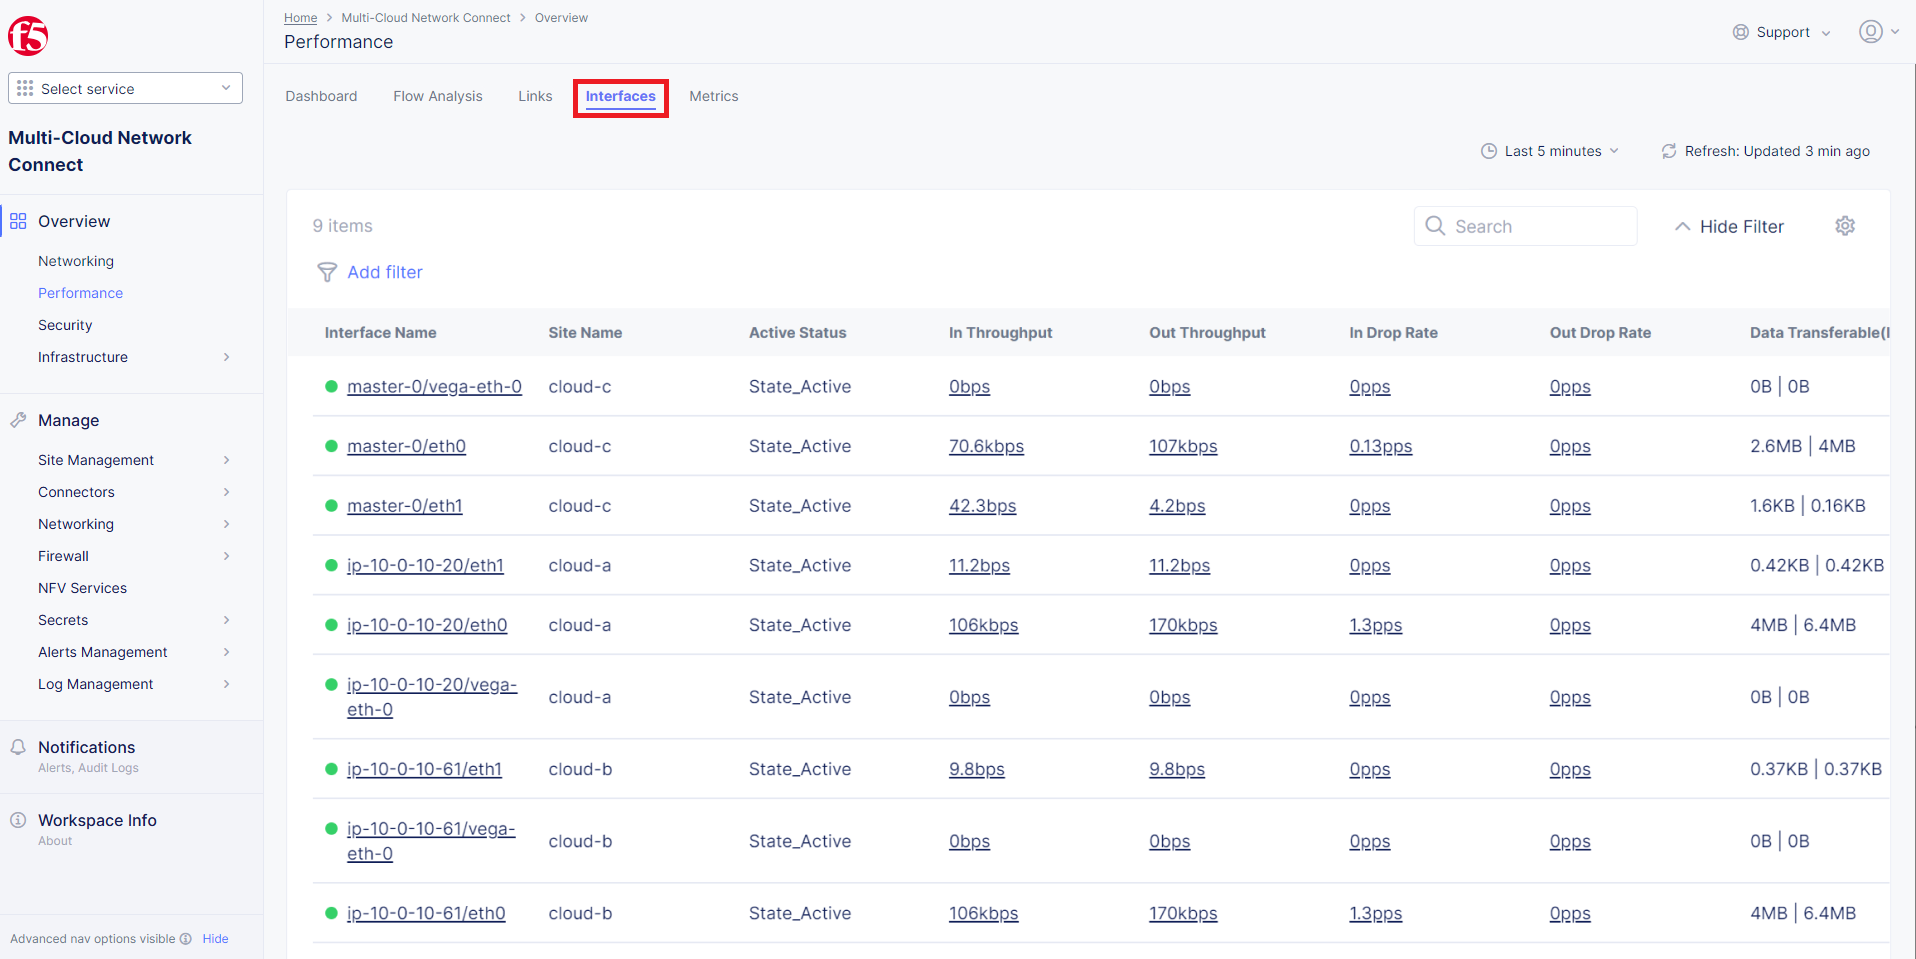 f5
Select service
Multi-Cloud Network
Connect
Overview
Networking
Performance
Security
Infrastructure
Manage
Site Management
Connectors
Networking
Firewall
NFV Services
Secrets
Alerts Management
Log Management
Notifications
Alerts, Audit Logs
Workspace Info
About
Advanced nav options visible Hide
Home > Multi-Cloud Network Connect > Overview
Performance
Support
Dashboard Flow Analysis Links Interfaces Metrics
Last 5 minutes Refresh: Updated 3 min ago
9 items Search Hide Filter
Add filter
Interface Name Site Name Active Status In Throughput Out Throughput In Drop Rate Out Drop Rate Data Transferable(
master-0/vega-eth-0 cloud-c State_Active 0bps 0bps 0pps 0pps 0B | 0B
master-0/eth0 cloud-c State_Active 70.6kbps 107kbps 0.13pps 0pps 2.6MB | 4MB
master-0/eth1 cloud-c State_Active 42.3bps 4.2bps 0pps 0pps 1.6KB | 0.16KB
ip-10-0-10-20/eth1 cloud-a State_Active 11.2bps 11.2bps 0pps 0pps 0.42KB | 0.42KB
ip-10-0-10-20/eth0 cloud-a State_Active 106kbps 170kbps 1.3pps 0pps 4MB | 6.4MB
ip-10-0-10-20/vega-
eth-0 cloud-a State_Active 0bps 0bps 0pps 0pps 0B | 0B
ip-10-0-10-61/eth1 cloud-b State_Active 9.8bps 9.8bps 0pps 0pps 0.37KB | 0.37KB
ip-10-0-10-61/vega-
eth-0 cloud-b State_Active 0bps 0bps 0pps 0pps 0B | 0B
ip-10-0-10-61/eth0 cloud-b State_Active 106kbps 170kbps 1.3pps 0pps 4MB | 6.4MB